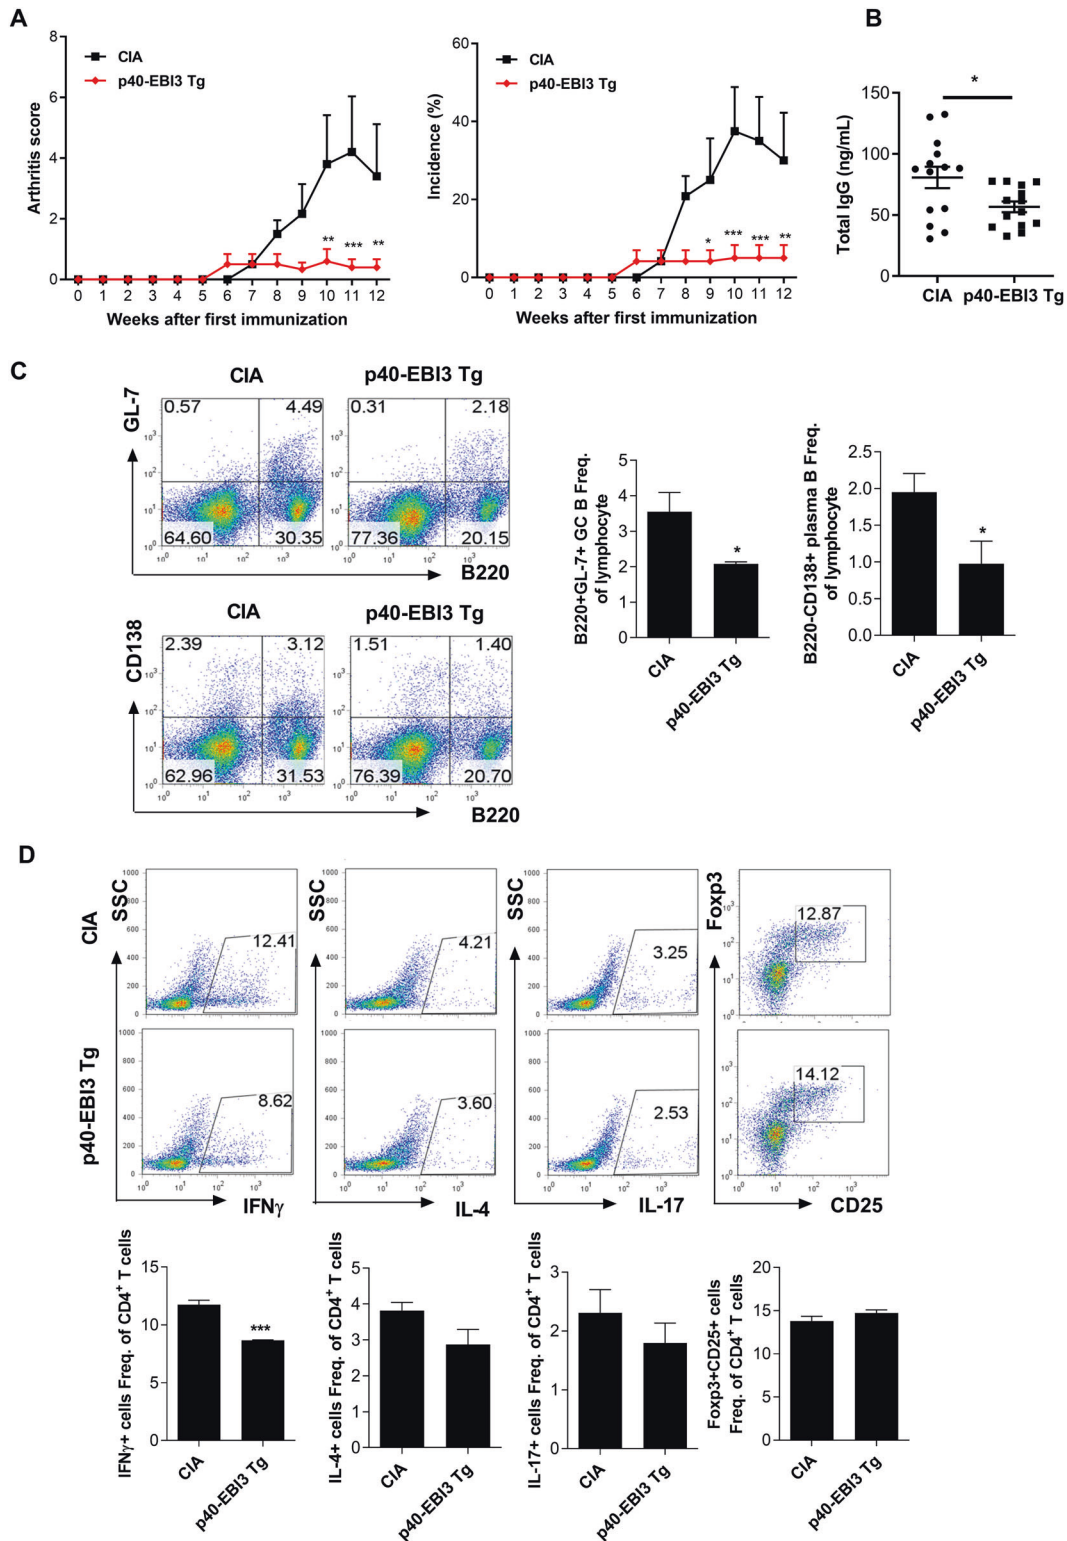 A
B
8
6
4
2
0
Arthritis score
CIA
p40-EBI3 Tg
** *** **
0 1 2 3 4 5 6 7 8 9 10 11 12
Weeks after first immunization
60
40
20
0
Incidence (%)
CIA
p40-EBI3 Tg
* *** *** **
0 1 2 3 4 5 6 7 8 9 10 11 12
Weeks after first immunization
*
150
100
50
0
Total IgG (ng/mL)
CIA p40-EBI3 Tg
C
CIA p40-EBI3 Tg
GL-7
0.57 4.49 0.31 2.18
64.60 30.35 77.36 20.15
B220
CIA p40-EBI3 Tg
CD138
2.39 3.12 1.51 1.40
62.96 31.53 76.39 20.70
B220
B220+GL-7+ GC B Freq.
of lymphocyte
5
4
3
2
1
0
*
CIA
p40-EBI3 Tg
B220-CD138+ plasma B Freq.
of lymphocyte
2.5
2.0
1.5
1.0
0.5
0.0
*
CIA
p40-EBI3 Tg
D
CIA
SSC SSC SSC Foxp3
12.41 4.21 3.25 12.87
p40-EBI3 Tg
8.62 3.60 2.53 14.12
IFNγ IL-4 IL-17 CD25
IFNγ+ cells Freq. of CD4⁺ T cells
15
10
5
0
***
CIA
p40-EBI3 Tg
IL-4+ cells Freq. of CD4⁺ T cells
5
4
3
2
1
0
CIA
p40-EBI3 Tg
IL-17+ cells Freq. of CD4⁺ T cells
3
2
1
0
CIA
p40-EBI3 Tg
Foxp3+CD25+ cells
Freq. of CD4⁺ T cells
20
15
10
5
0
CIA
p40-EBI3 Tg